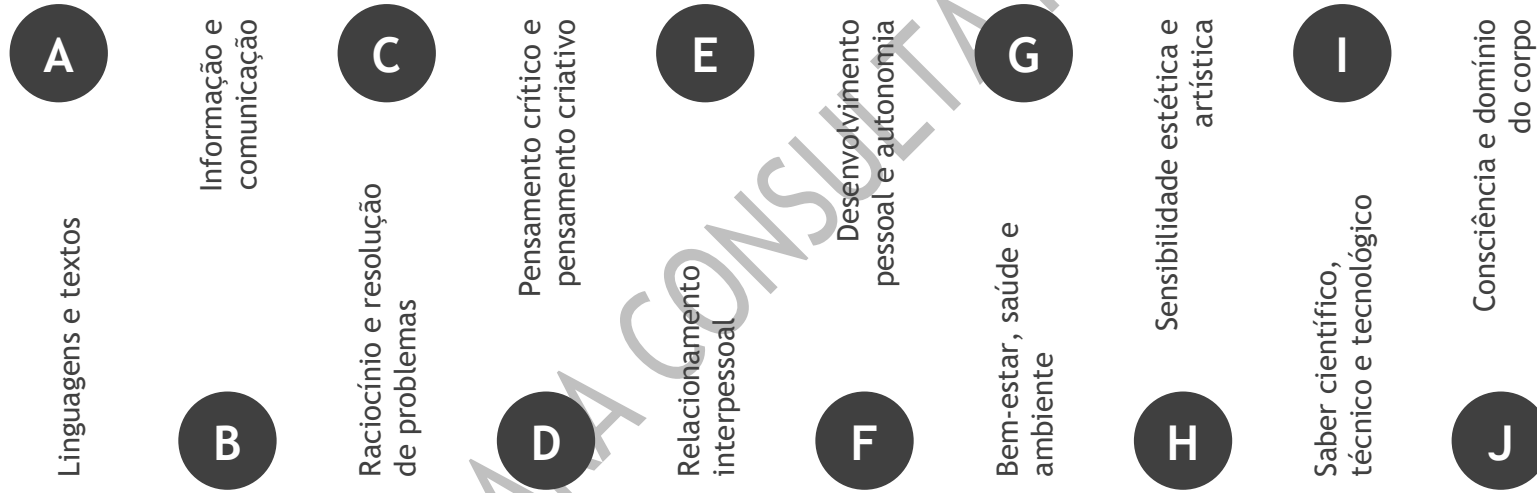 A
Linguagens e textos
Informação e
comunicação
B
C
Raciocínio e resolução
de problemas
Pensamento crítico e
pensamento criativo
D
E
Relacionamento
interpessoal
Desenvolvimento
pessoal e autonomia
F
G
Bem-estar, saúde e
ambiente
Sensibilidade estética e
artística
H
I
Saber científico,
técnico e tecnológico
Consciência e domínio
do corpo
J
CONSULTA